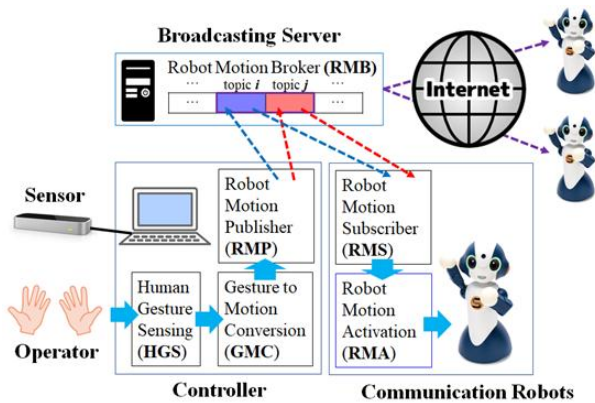 Broadcasting Server
Robot Motion Broker (RMB)
... topic i topic j ...
Internet
Sensor
Robot
Motion
Publisher
(RMP)
Robot
Motion
Subscriber
(RMS)
Human
Gesture
Sensing
(HGS)
Gesture to
Motion
Conversion
(GMC)
Robot
Motion
Activation
(RMA)
Operator
Controller
Communication Robots